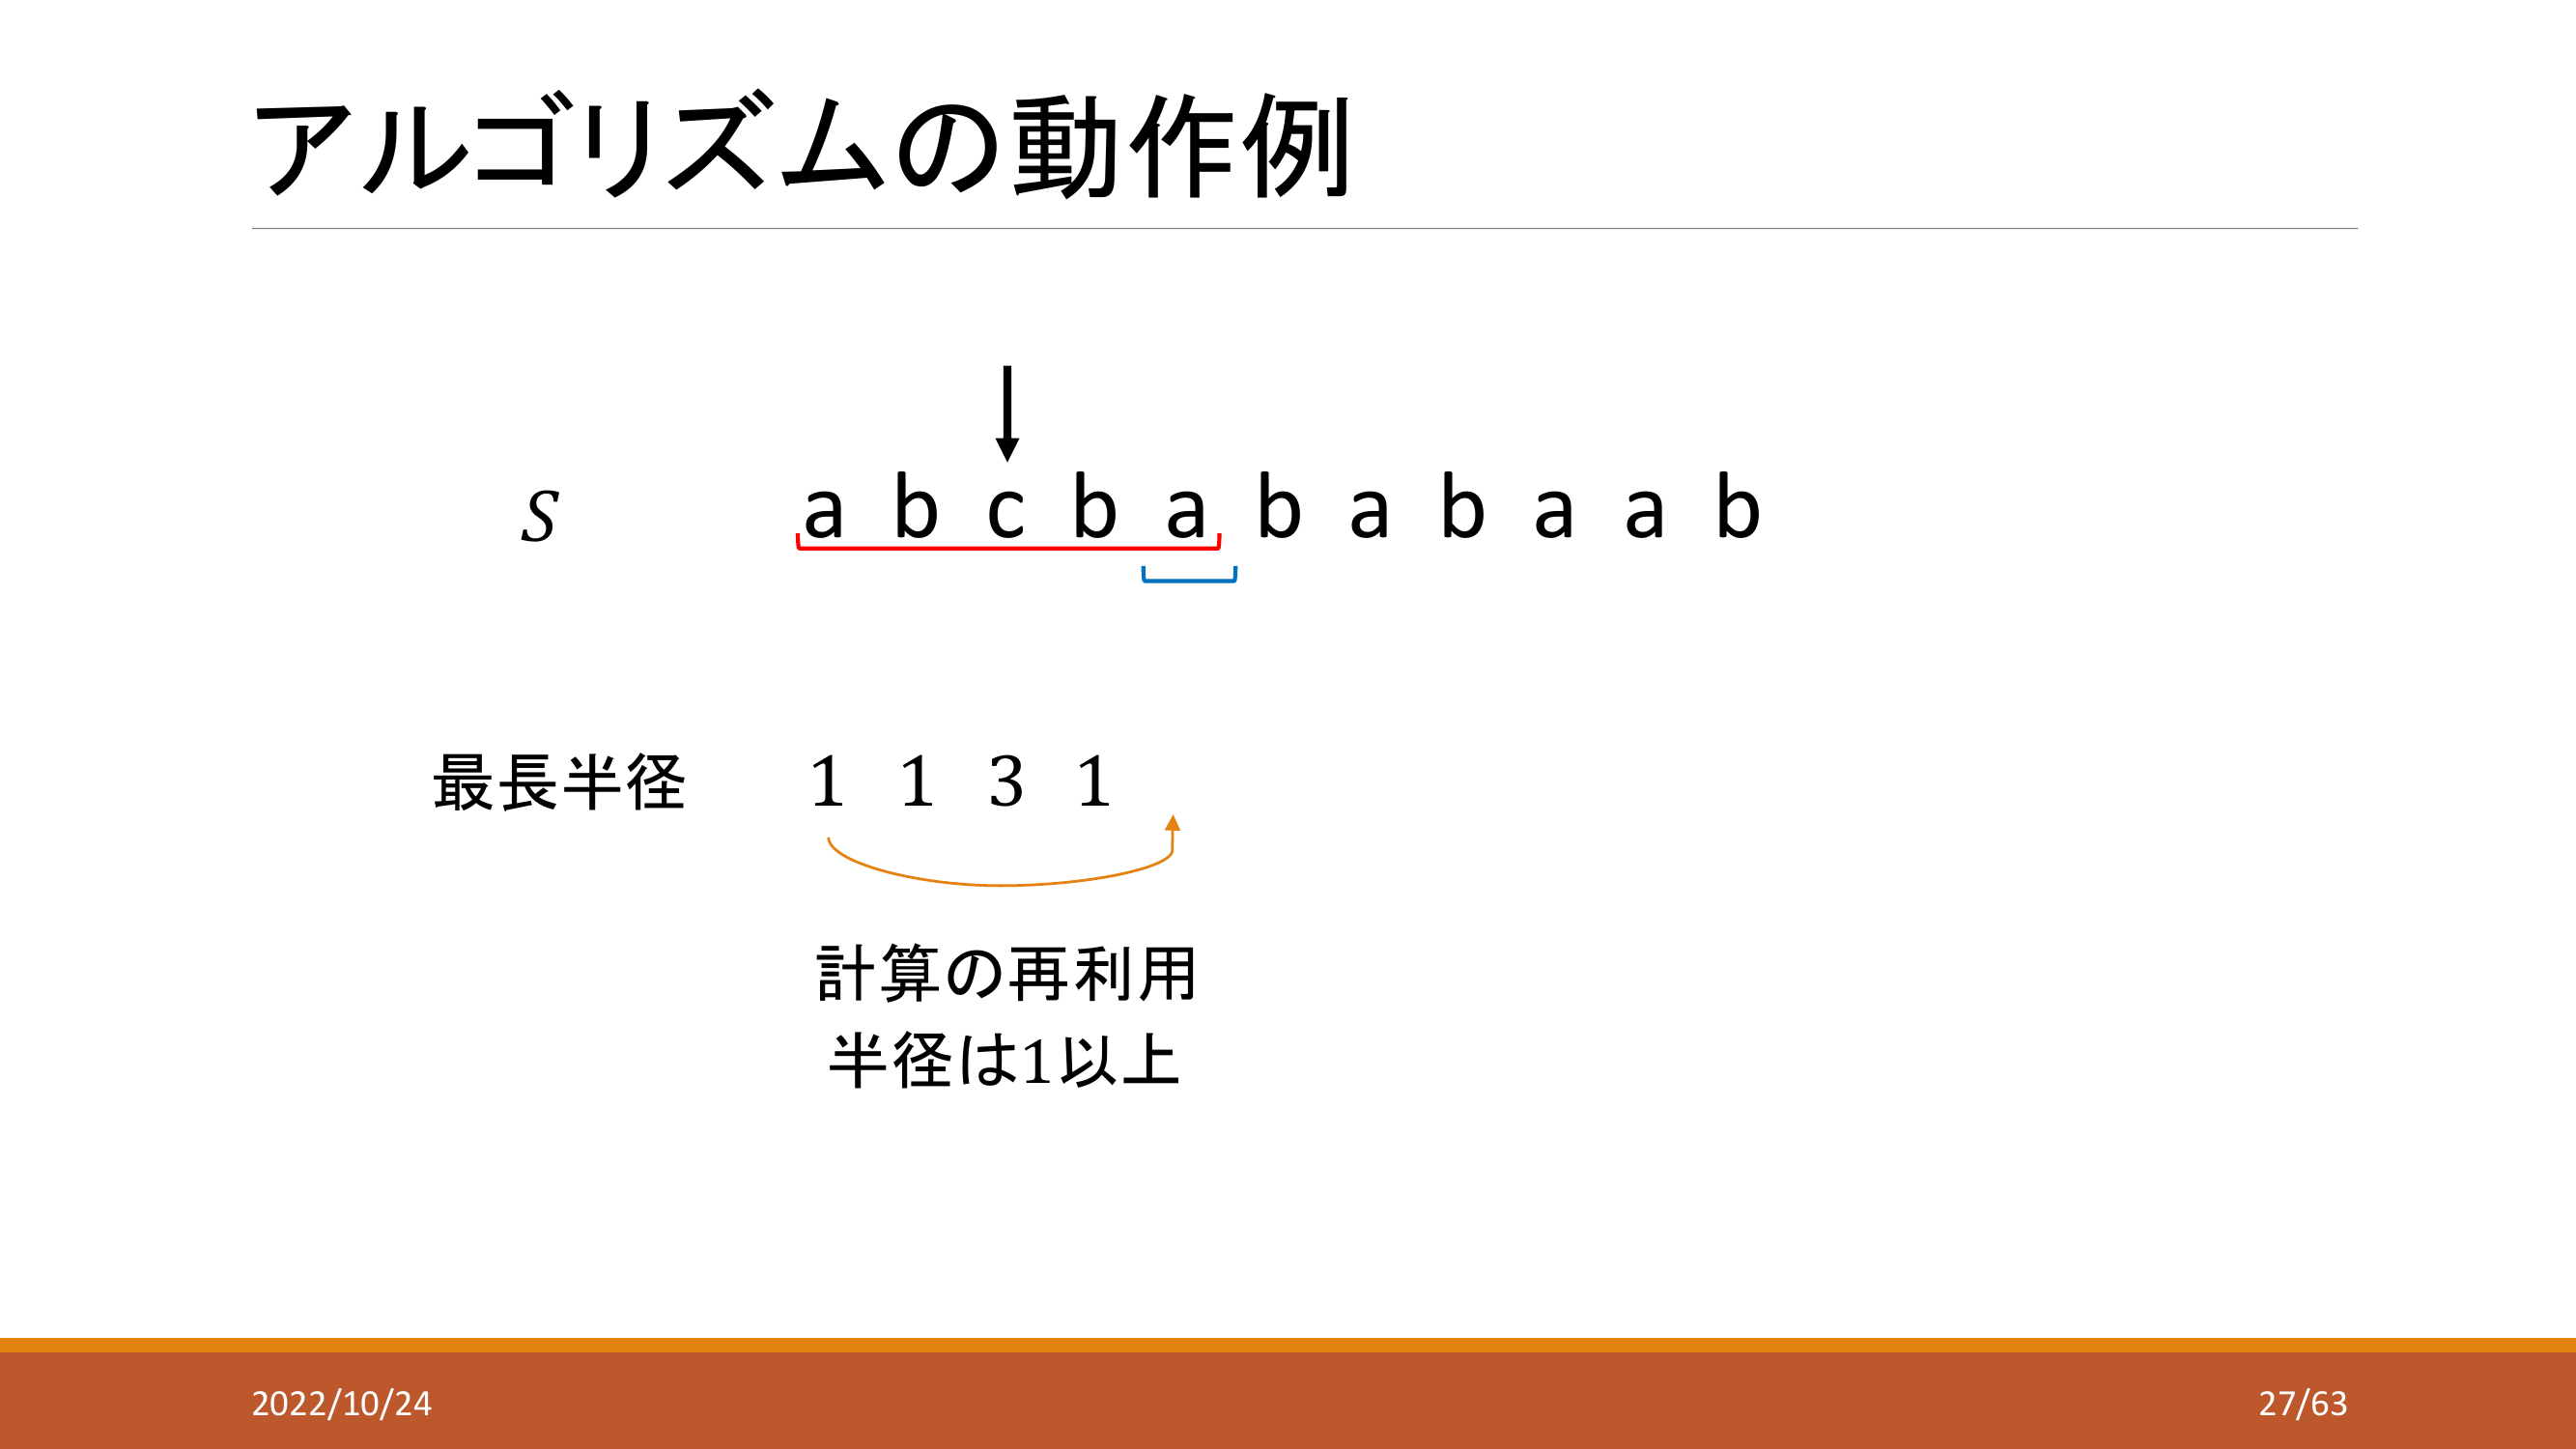 アルゴリズムの動作例
S a b c b a b a b a a b
最長半径 1 1 3 1
計算の再利用
半径は1以上
2022/10/24 27/63